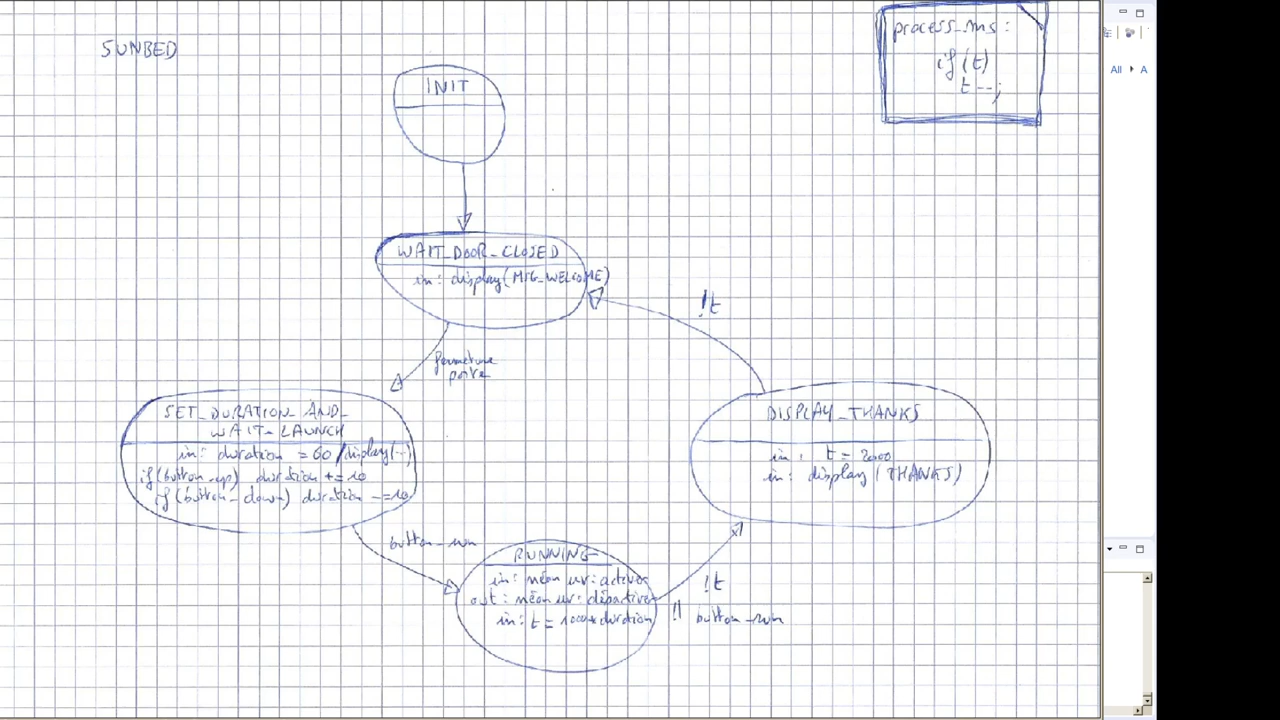 SUNBED
process_ms:
if (t)
t--;
INIT
WAIT_DOOR_CLOSED
in: display(MSG_WELCOME)
!t
fermeture
porte
SET_DURATION_AND_
WAIT_LAUNCH
in: duration = 60 /display(--)
if(button_up) duration += 10
if(button_down) duration -= 10
DISPLAY_THANKS
in: t = 2000
in: display (THANKS)
button_run
RUNNING
in: néon uv: activer
out: néon uv: désactiver
in: t = 1000*duration
!t
|| button_run
All
A